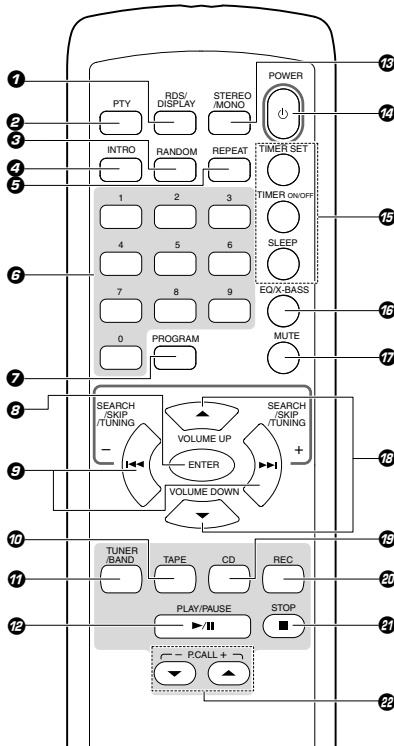 POWER
RDS/
DISPLAY
STEREO
/MONO
PTY
1
13
2
14
3
INTRO
RANDOM
REPEAT
TIMER SET
4
5
1
2
3
TIMER ON/OFF
15
4
5
6
SLEEP
6
7
8
9
EQ/X-BASS
16
0
PROGRAM
MUTE
7
17
8
SEARCH
/SKIP
/TUNING
SEARCH
/SKIP
/TUNING
VOLUME UP
–
+
18
9
ENTER
VOLUME DOWN
10
19
11
TUNER
/BAND
TAPE
CD
REC
20
12
PLAY/PAUSE
STOP
21
– P.CALL +
22